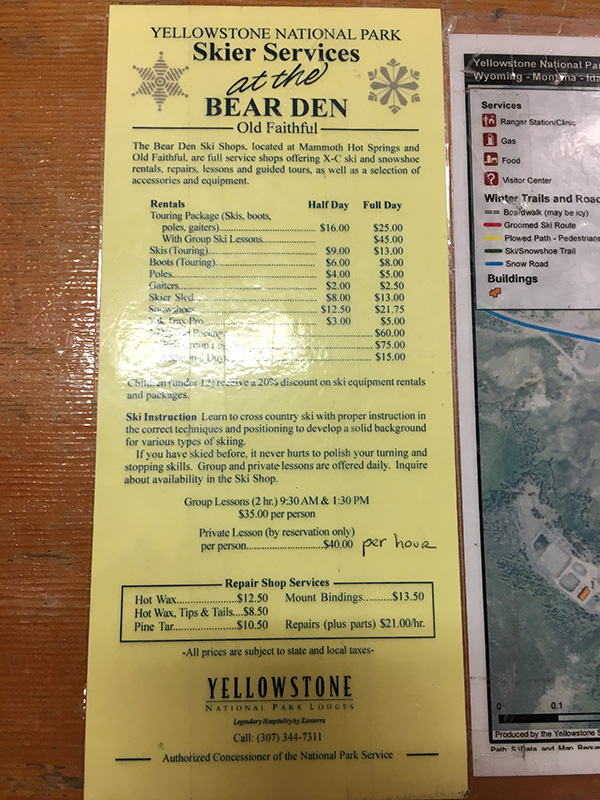 YELLOWSTONE NATIONAL PARK
Skier Services
at the
BEAR DEN
Old Faithful
The Bear Den Ski Shops, located at Mammoth Hot Springs and
Old Faithful, are full service shops offering X-C ski and snowshoe
rentals, repairs, lessons and guided tours, as well as a selection of
accessories and equipment.
Rentals Half Day Full Day
Touring Package (Skis, boots,
poles, gaiters)................ $16.00 $25.00
With Group Ski Lessons.............. $45.00
Skis (Touring)................ $9.00 $13.00
Boots (Touring)................ $6.00 $8.00
Poles................ $4.00 $5.00
Gaiters................ $2.00 $2.50
Skier Sled................ $8.00 $13.00
Snowshoes................ $12.50 $21.75
Trax Pro................ $3.00 $5.00
$60.00
Group $75.00
$15.00
Children (under 12) receive a 20% discount on ski equipment rentals
and packages.
Ski Instruction Learn to cross country ski with proper instruction in
the correct techniques and positioning to develop a solid background
for various types of skiing.
If you have skied before, it never hurts to polish your turning and
stopping skills. Group and private lessons are offered daily. Inquire
about availability in the Ski Shop.
Group Lessons (2 hr.) 9:30 AM & 1:30 PM
$35.00 per person
Private Lesson (by reservation only)
per person....................$40.00 per hour
Repair Shop Services
Hot Wax................$12.50 Mount Bindings..........$13.50
Hot Wax, Tips & Tails....$8.50
Pine Tar................$10.50 Repairs (plus parts) $21.00/hr.
-All prices are subject to state and local taxes-
YELLOWSTONE
NATIONAL PARK LODGES
Legendary Hospitality by Xanterra
Call: (307) 344-7311
Authorized Concessioner of the National Park Service
Yellowstone National Par
Wyoming - Montana - Ida
Services
Ranger Station/Clinic
Gas
Food
Visitor Center
Winter Trails and Road
Boardwalk (may be icy)
Groomed Ski Route
Plowed Path - Pedestrians
Ski/Snowshoe Trail
Snow Road
Buildings
0 0.1
Produced by the Yellowstone S
Path: S:\Data and Map Reque